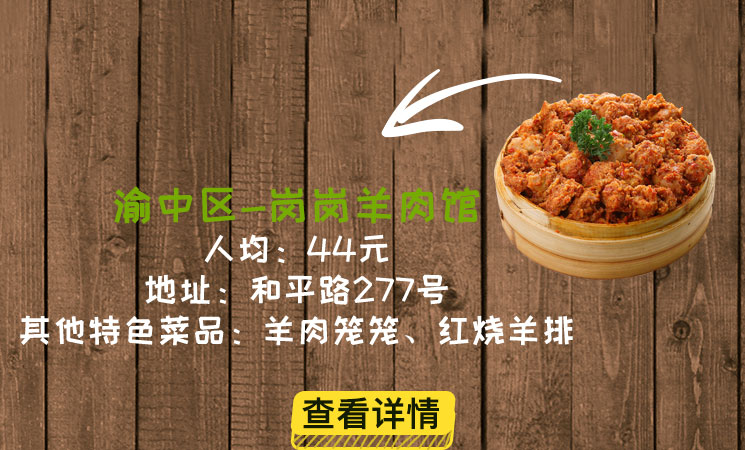 渝中区-岗岗羊肉馆
人均：44元
地址：和平路277号
其他特色菜品：羊肉笼笼、红烧羊排
查看详情